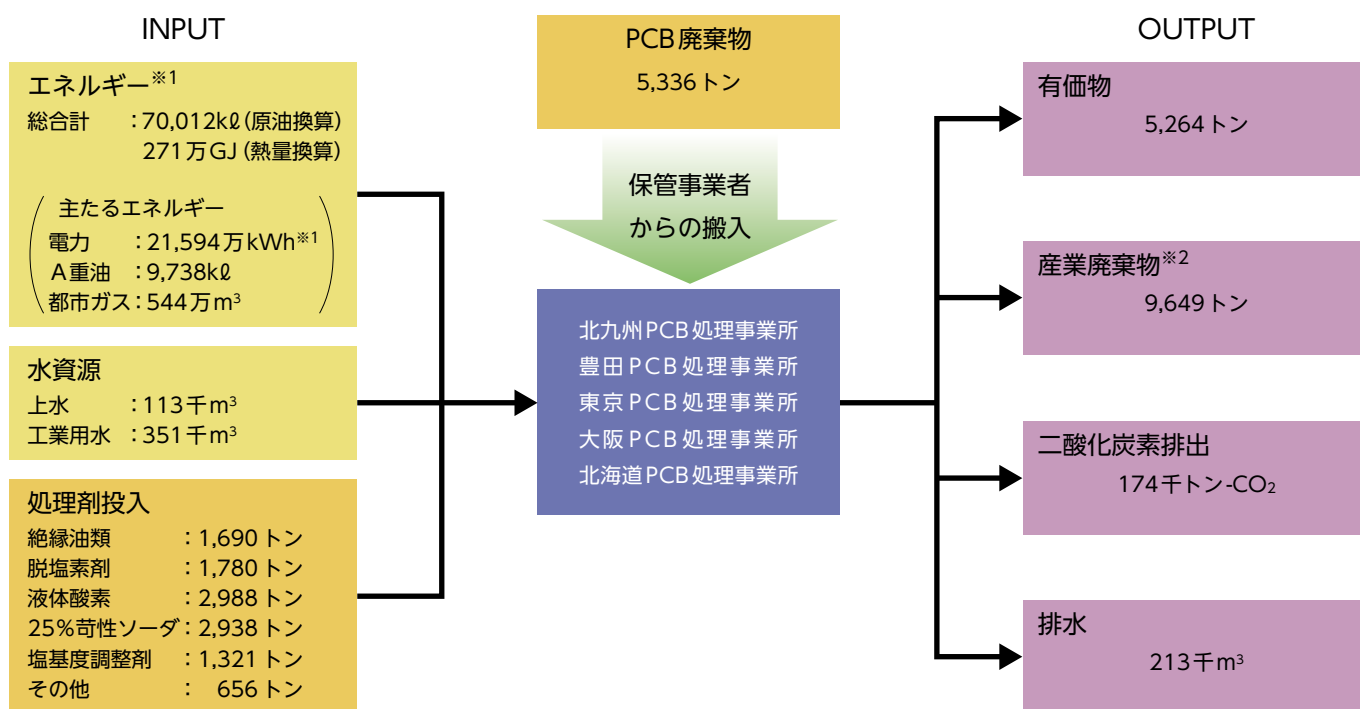 INPUT
エネルギー※1
総合計 ：70,012kℓ（原油換算）
271万GJ（熱量換算）
主たるエネルギー
電力 ：21,594万kWh※1
A重油 ：9,738kℓ
都市ガス：544万m³
水資源
上水 ：113千m³
工業用水：351千m³
処理剤投入
絶縁油類 ：1,690トン
脱塩素剤 ：1,780トン
液体酸素 ：2,988トン
25%苛性ソーダ：2,938トン
塩基度調整剤 ：1,321トン
その他 ： 656トン
PCB廃棄物
5,336トン
保管事業者
からの搬入
北九州PCB処理事業所
豊田PCB処理事業所
東京PCB処理事業所
大阪PCB処理事業所
北海道PCB処理事業所
OUTPUT
有価物
5,264トン
産業廃棄物※2
9,649トン
二酸化炭素排出
174千トン-CO₂
排水
213千m³